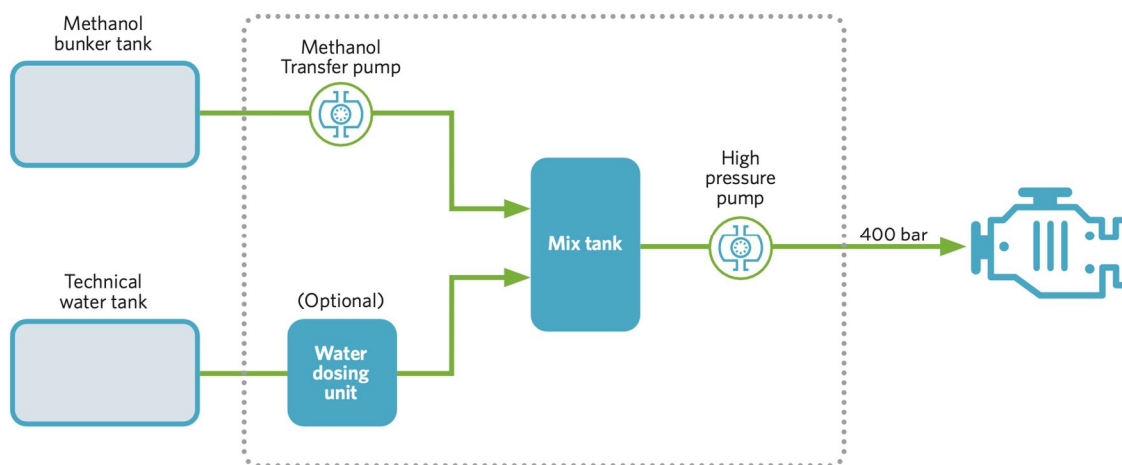 Methanol
bunker tank
Methanol
Transfer pump
High
pressure
pump
Mix tank
400 bar
Technical
water tank
(Optional)
Water
dosing
unit